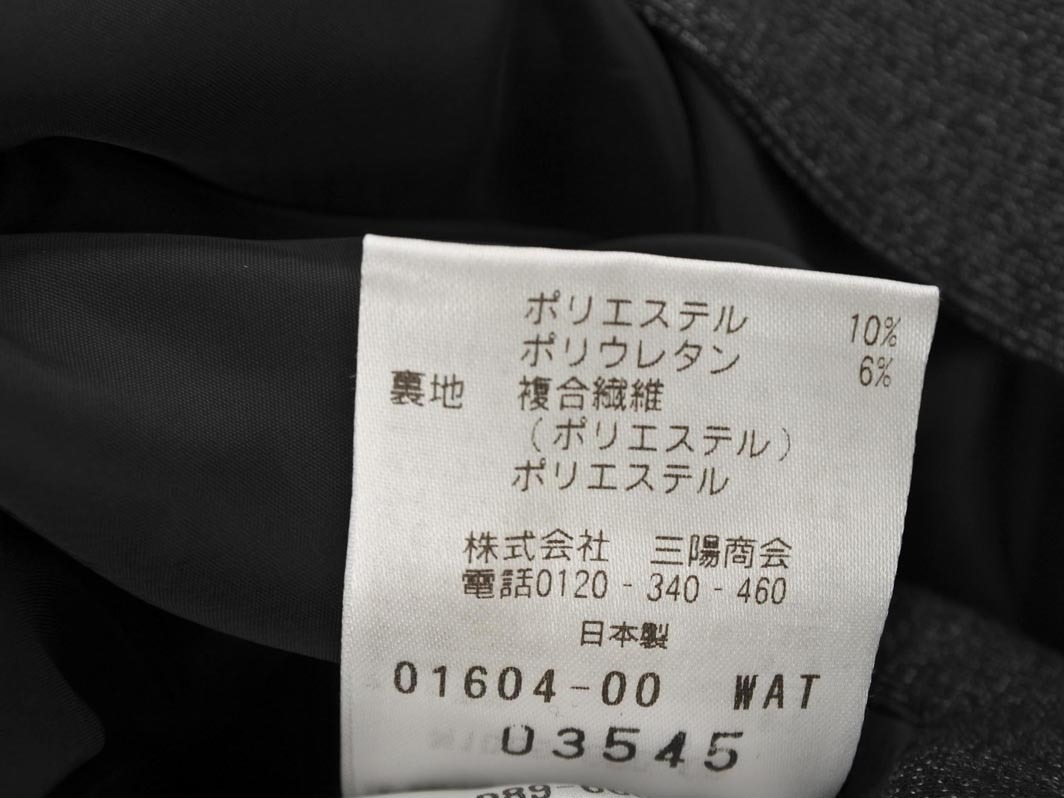 ポリエステル 10%
ポリウレタン 6%
裏地 複合繊維
(ポリエステル)
ポリエステル
株式会社 三陽商会
電話0120-340-460
日本製
01604-00 WAT
03545